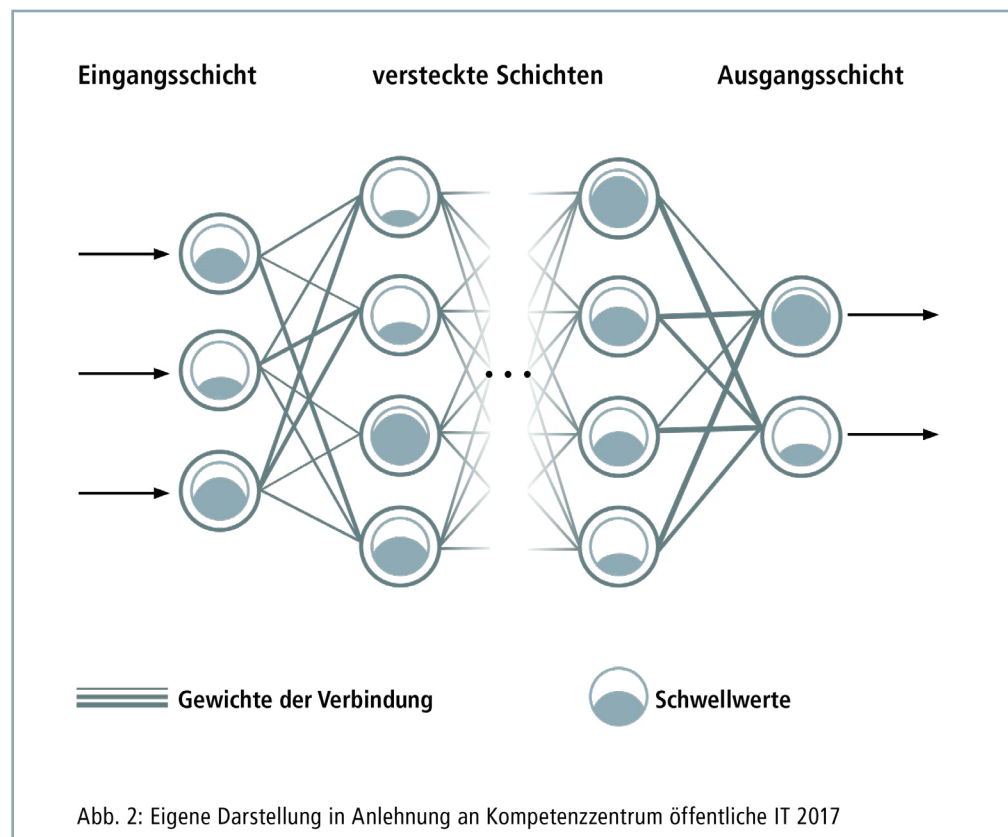 Eingangsschicht
versteckte Schichten
Ausgangsschicht
...
Gewichte der Verbindung
Schwellwerte
Abb. 2: Eigene Darstellung in Anlehnung an Kompetenzzentrum öffentliche IT 2017